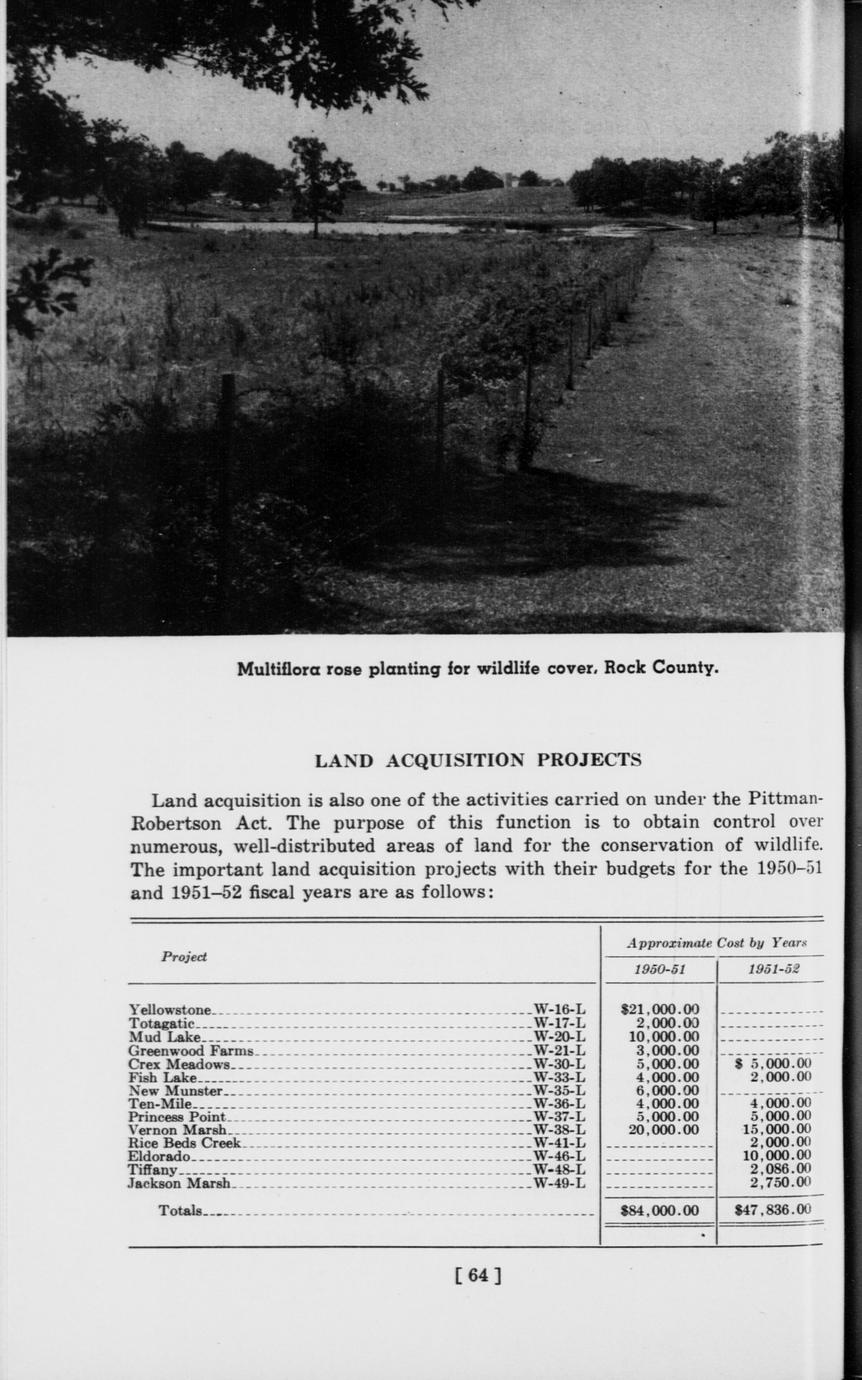 Multiflora rose planting for wildlife cover, Rock County.
LAND ACQUISITION PROJECTS
Land acquisition is also one of the activities carried on under the Pittman-
Robertson Act. The purpose of this function is to obtain control over
numerous, well-distributed areas of land for the conservation of wildlife.
The important land acquisition projects with their budgets for the 1950–51
and 1951–52 fiscal years are as follows:
Project
Approximate Cost by Years
1950-51 1951-52
Yellowstone W-16-L $21,000.00
Totagatic W-17-L 2,000.00
Mud Lake W-20-L 10,000.00
Greenwood Farms W-21-L 3,000.00
Crex Meadows W-30-L 5,000.00 $ 5,000.00
Fish Lake W-33-L 4,000.00 2,000.00
New Munster W-35-L 6,000.00
Ten-Mile W-36-L 4,000.00 4,000.00
Princess Point W-37-L 5,000.00 5,000.00
Vernon Marsh W-38-L 20,000.00 15,000.00
Rice Beds Creek W-41-L 2,000.00
Eldorado W-46-L 10,000.00
Tiffany W-48-L 2,086.00
Jackson Marsh W-49-L 2,750.00
Totals $84,000.00 $47,836.00
[ 64 ]